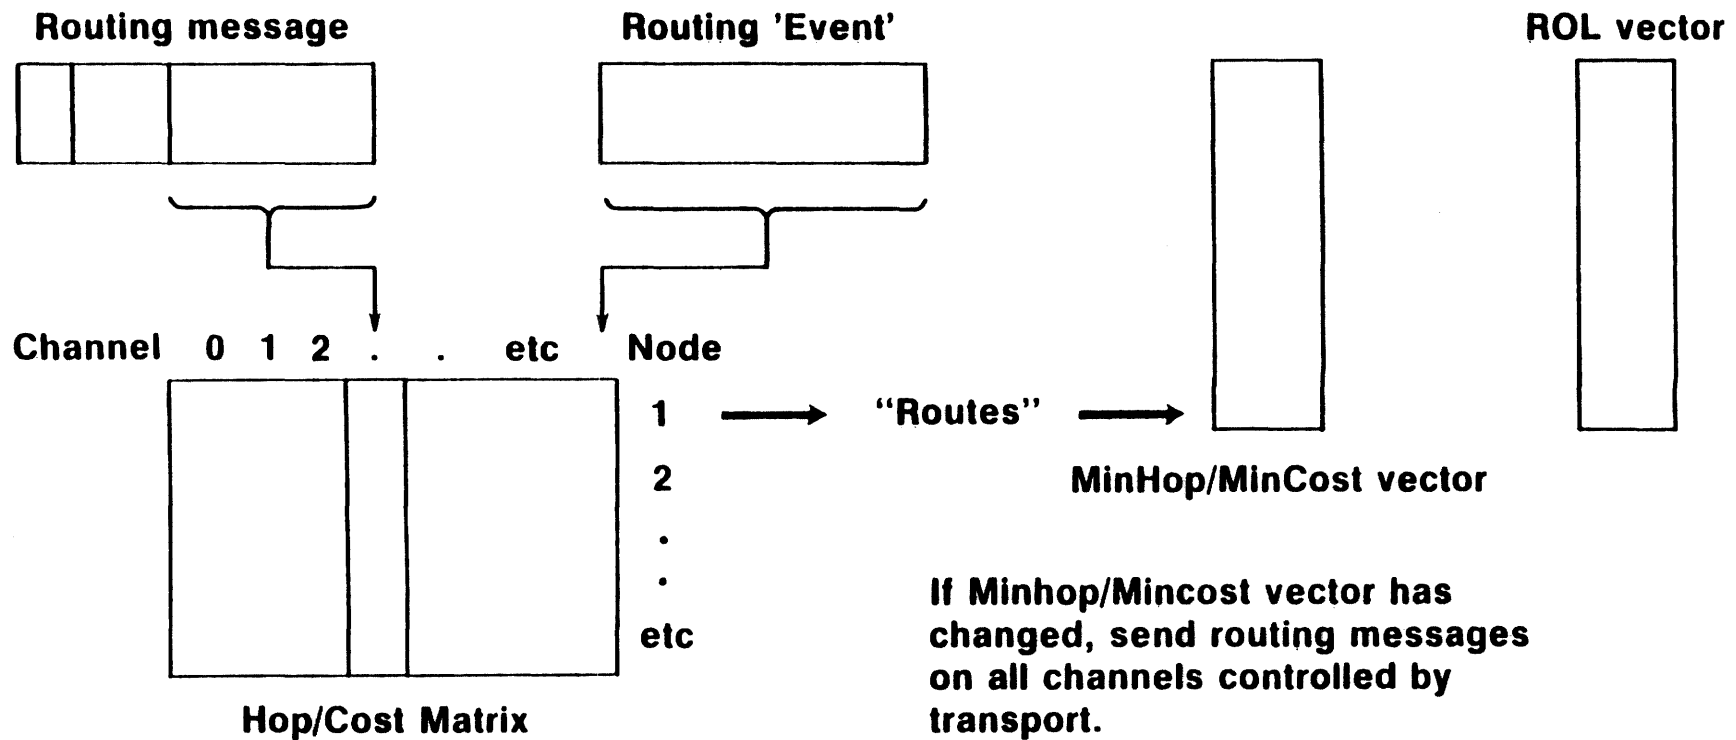 Routing message
Routing 'Event'
ROL vector
Channel 0 1 2 . . etc Node
1
"Routes"
2
MinHop/MinCost vector
.
.
etc
If Minhop/Mincost vector has
changed, send routing messages
on all channels controlled by
transport.
Hop/Cost Matrix